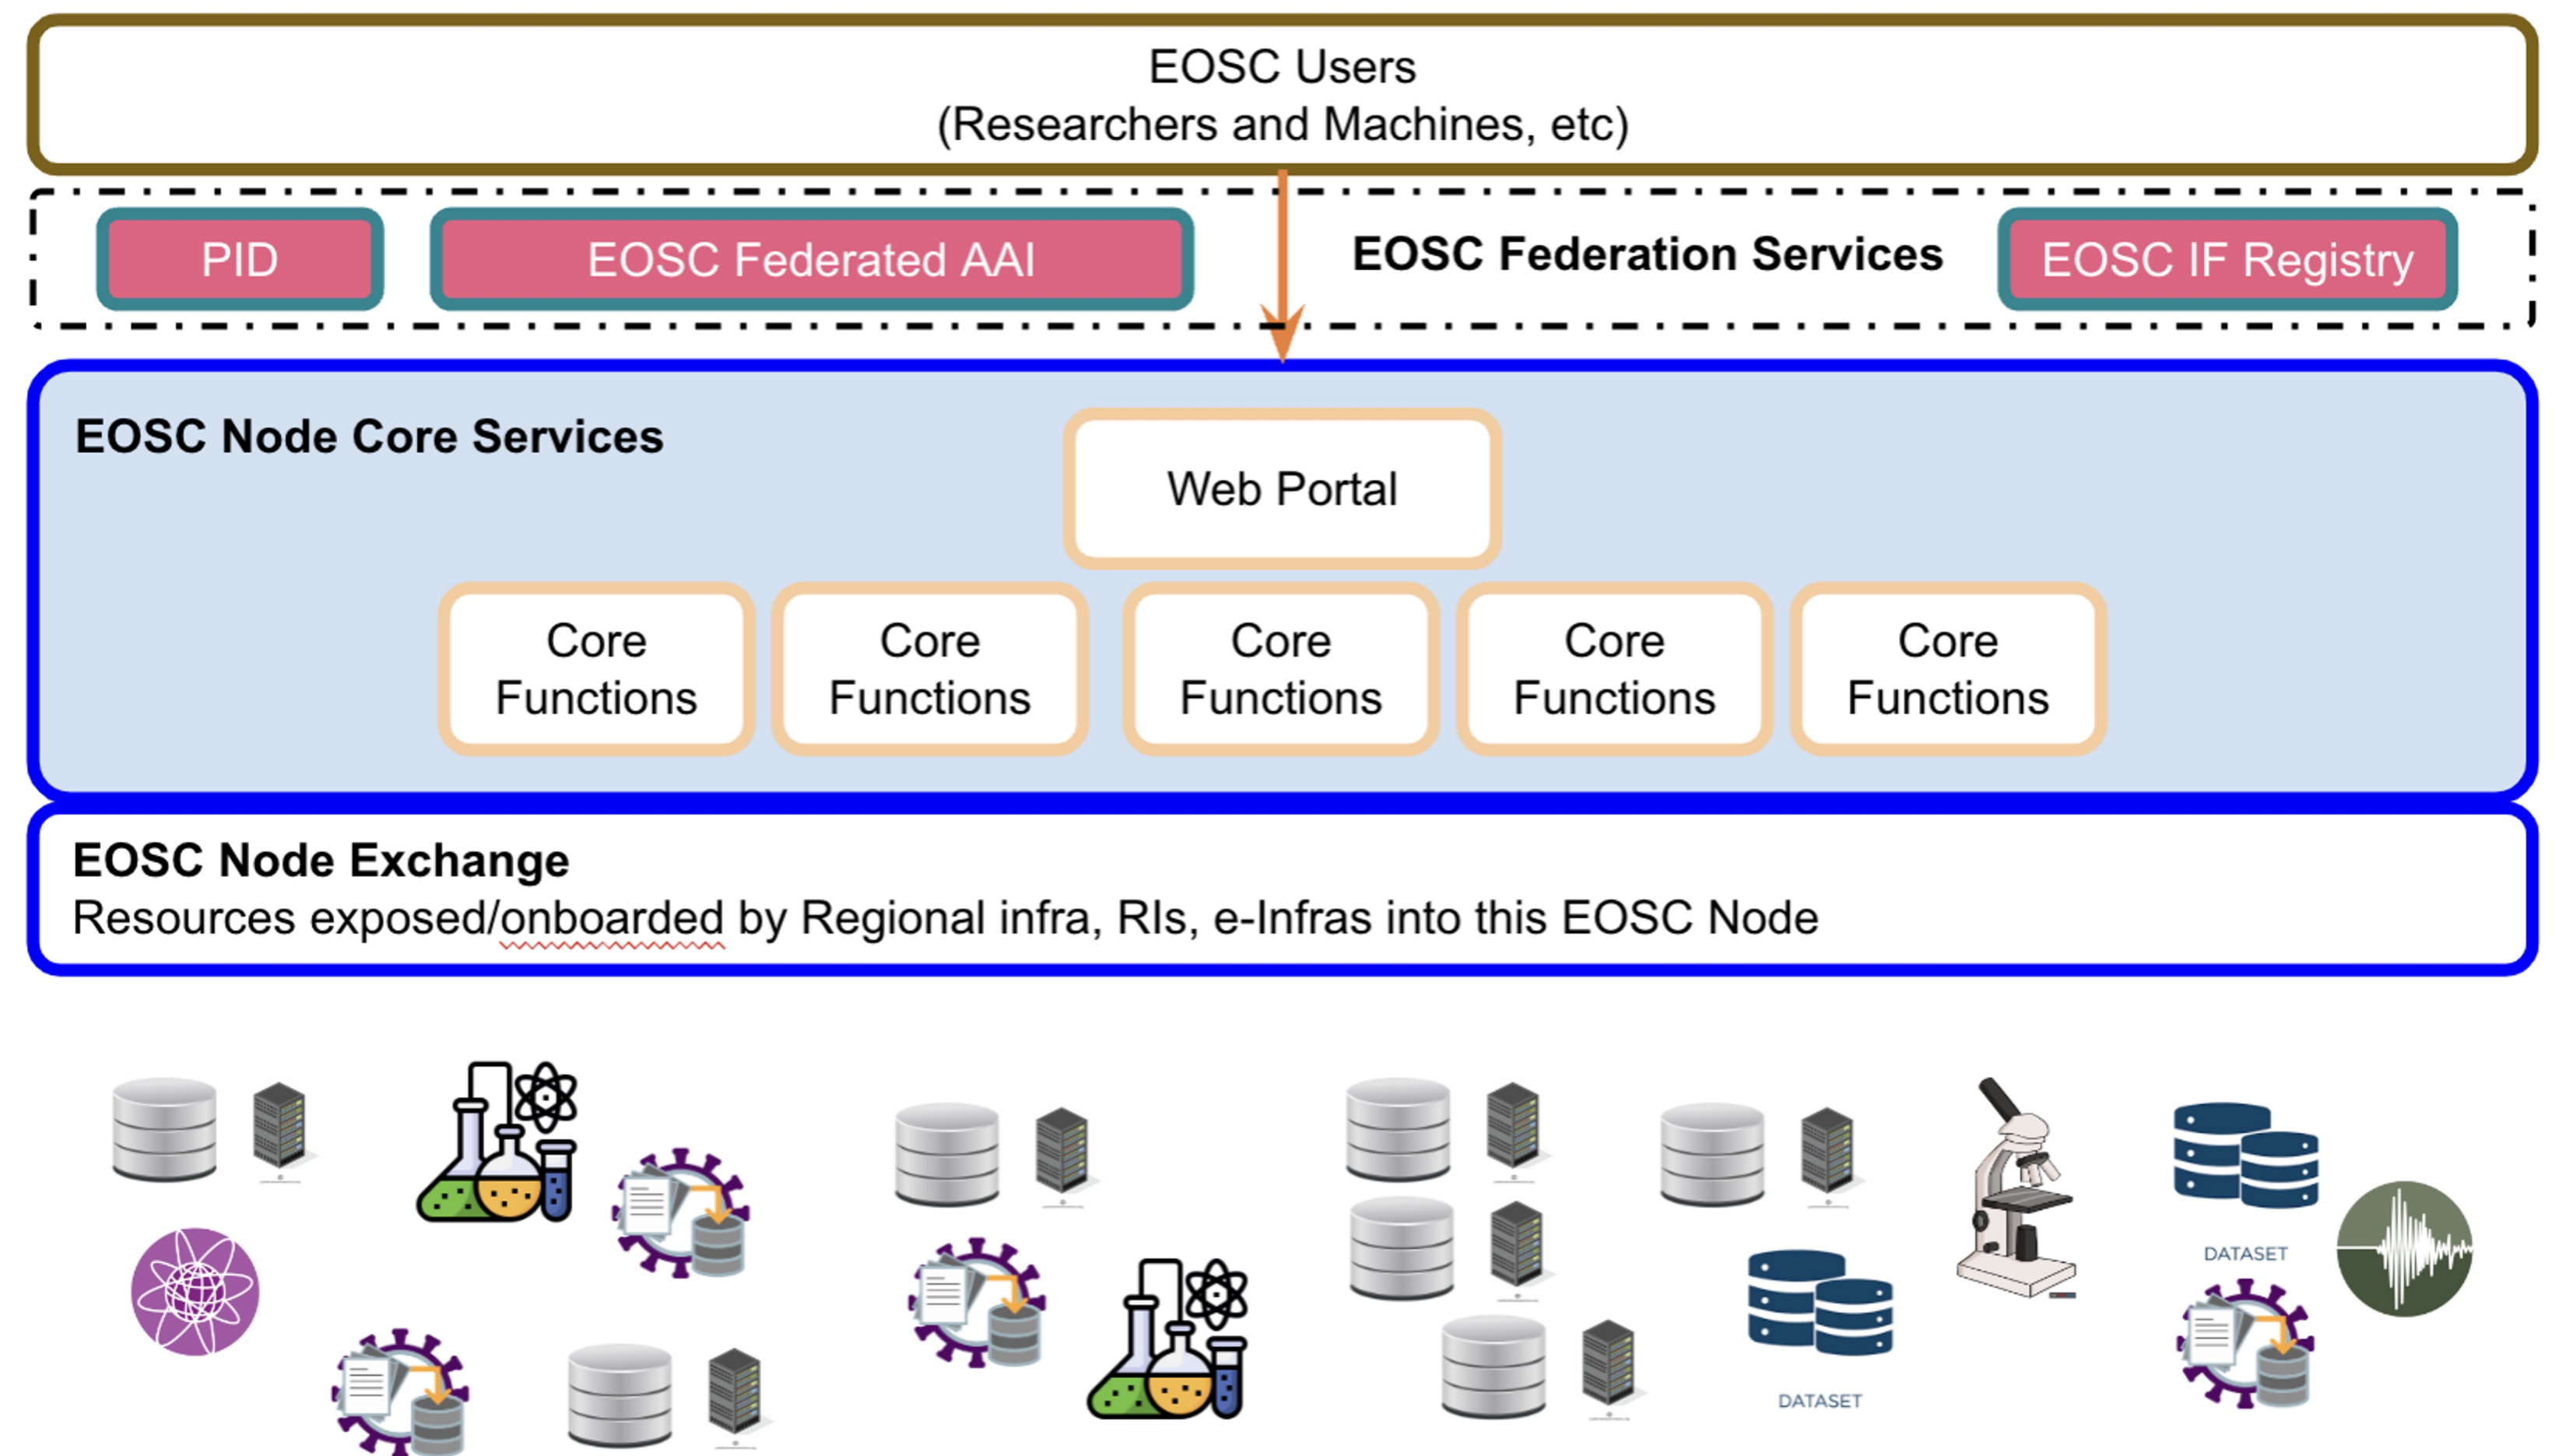 EOSC Users
(Researchers and Machines, etc)
PID
EOSC Federated AAI
EOSC Federation Services
EOSC IF Registry
EOSC Node Core Services
Web Portal
Core
Functions
Core
Functions
Core
Functions
Core
Functions
Core
Functions
EOSC Node Exchange
Resources exposed/onboarded by Regional infra, RIs, e-Infras into this EOSC Node
DATASET
DATASET